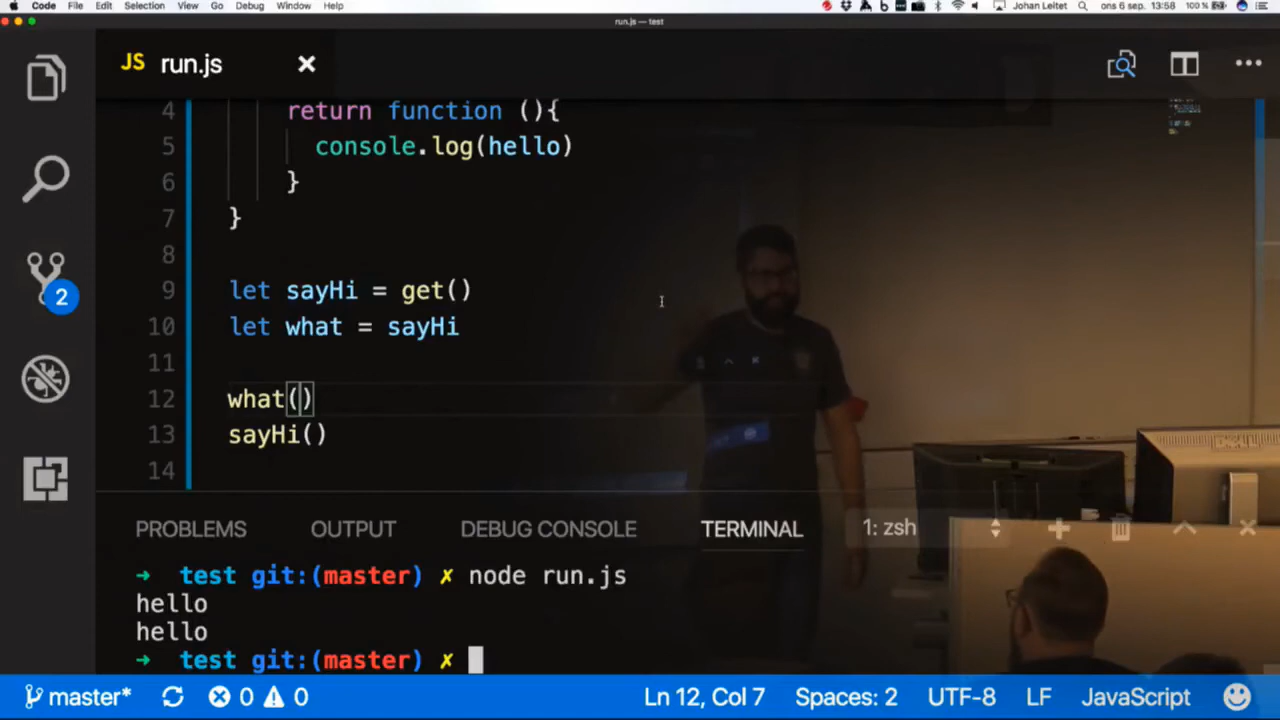 Code File Edit Selection View Go Debug Window Help Johan Leitet ons 6 sep. 13:58 100 %
run.js — test
JS run.js
4 return function (){
5 console.log(hello)
6 }
7 }
8
9 let sayHi = get()
10 let what = sayHi
11
12 what()
13 sayHi()
14
2
PROBLEMS OUTPUT DEBUG CONSOLE TERMINAL 1: zsh
➜ test git:(master) ✗ node run.js
hello
hello
➜ test git:(master) ✗
master* 0 0 Ln 12, Col 7 Spaces: 2 UTF-8 LF JavaScript
DELL